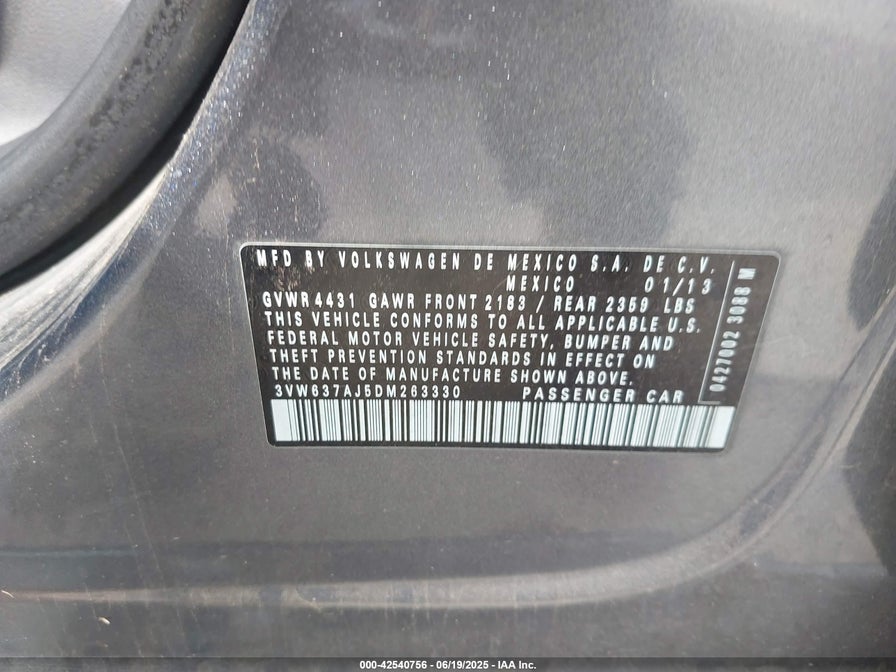 MFD BY VOLKSWAGEN DE MEXICO S.A. DE C.V.
MEXICO 01/13
GVWR 4431 GAWR FRONT 2183 / REAR 2359 LBS
THIS VEHICLE CONFORMS TO ALL APPLICABLE U.S.
FEDERAL MOTOR VEHICLE SAFETY, BUMPER AND
THEFT PREVENTION STANDARDS IN EFFECT ON
THE DATE OF MANUFACTURE SHOWN ABOVE.
3VW637AJ5DM263330 PASSENGER CAR
0427002 3088 M
000-42540756 - 06/19/2025 - IAA Inc.